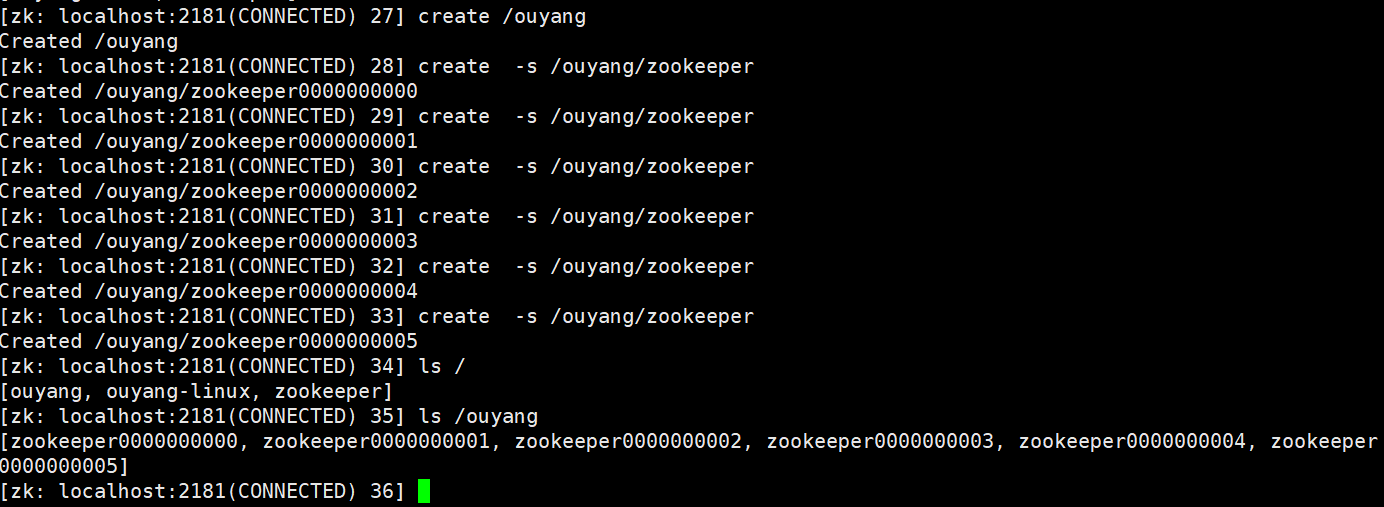 [zk: localhost:2181(CONNECTED) 27] create /ouyang
Created /ouyang
[zk: localhost:2181(CONNECTED) 28] create  -s /ouyang/zookeeper
Created /ouyang/zookeeper0000000000
[zk: localhost:2181(CONNECTED) 29] create  -s /ouyang/zookeeper
Created /ouyang/zookeeper0000000001
[zk: localhost:2181(CONNECTED) 30] create  -s /ouyang/zookeeper
Created /ouyang/zookeeper0000000002
[zk: localhost:2181(CONNECTED) 31] create  -s /ouyang/zookeeper
Created /ouyang/zookeeper0000000003
[zk: localhost:2181(CONNECTED) 32] create  -s /ouyang/zookeeper
Created /ouyang/zookeeper0000000004
[zk: localhost:2181(CONNECTED) 33] create  -s /ouyang/zookeeper
Created /ouyang/zookeeper0000000005
[zk: localhost:2181(CONNECTED) 34] ls /
[ouyang, ouyang-linux, zookeeper]
[zk: localhost:2181(CONNECTED) 35] ls /ouyang
[zookeeper0000000000, zookeeper0000000001, zookeeper0000000002, zookeeper0000000003, zookeeper0000000004, zookeeper
0000000005]
[zk: localhost:2181(CONNECTED) 36]